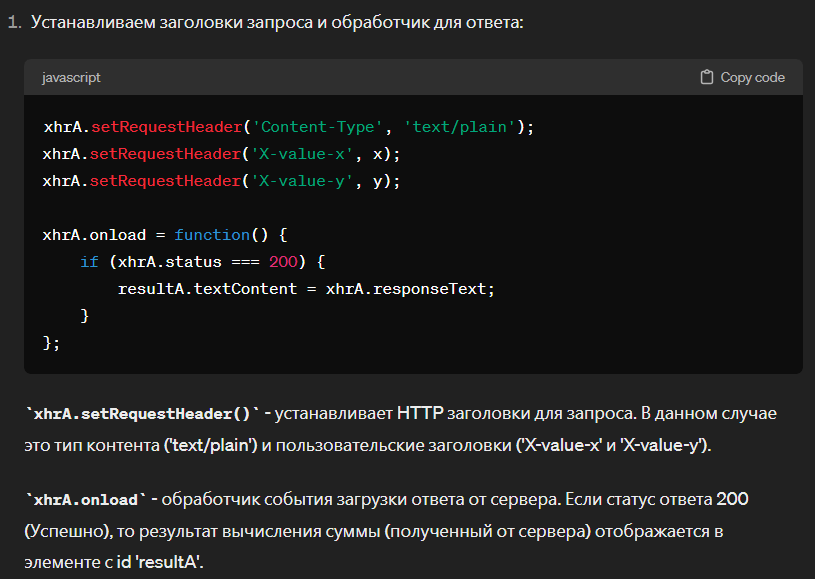 1. Устанавливаем заголовки запроса и обработчик для ответа:
javascript
Copy code
xhrA.setRequestHeader('Content-Type', 'text/plain');
xhrA.setRequestHeader('X-value-x', x);
xhrA.setRequestHeader('X-value-y', y);
xhrA.onload = function() {
    if (xhrA.status === 200) {
        resultA.textContent = xhrA.responseText;
    }
};
`xhrA.setRequestHeader()` - устанавливает HTTP заголовки для запроса. В данном случае
это тип контента ('text/plain') и пользовательские заголовки ('X-value-x' и 'X-value-y').
`xhrA.onload` - обработчик события загрузки ответа от сервера. Если статус ответа 200
(Успешно), то результат вычисления суммы (полученный от сервера) отображается в
элементе с id 'resultA'.